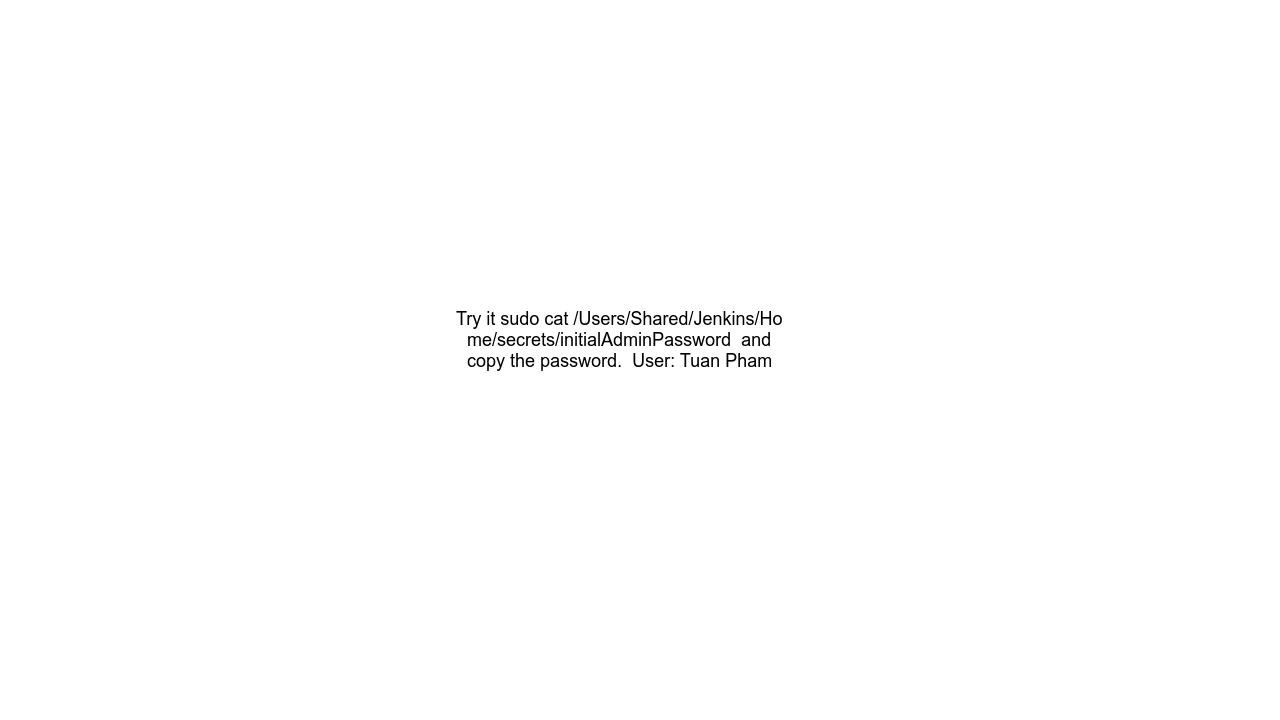 Try it sudo cat /Users/Shared/Jenkins/Ho
me/secrets/initialAdminPassword  and
copy the password.  User: Tuan Pham